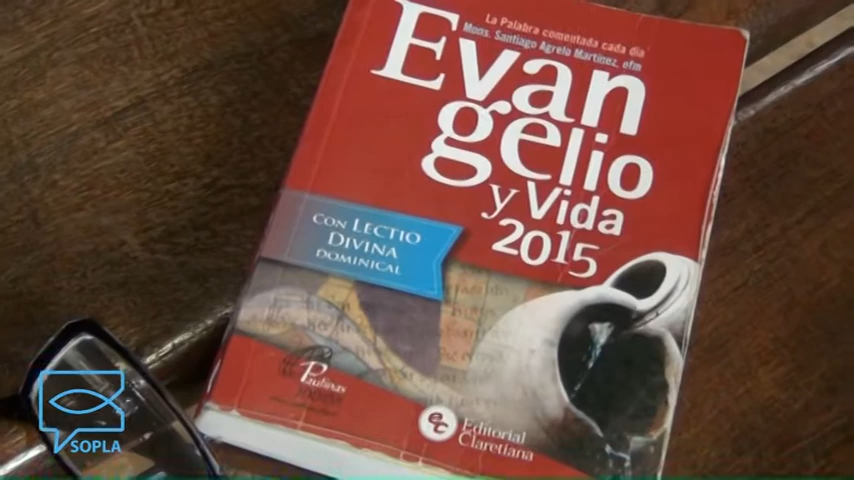 La Palabra comentada cada día
Mons. Santiago Agrelo Martínez, ofm
Evan
gelio
y Vida
2015
CON LECTIO
DIVINA
DOMINICAL
Paulinas
ec Editorial
Claretiana
SOPLA